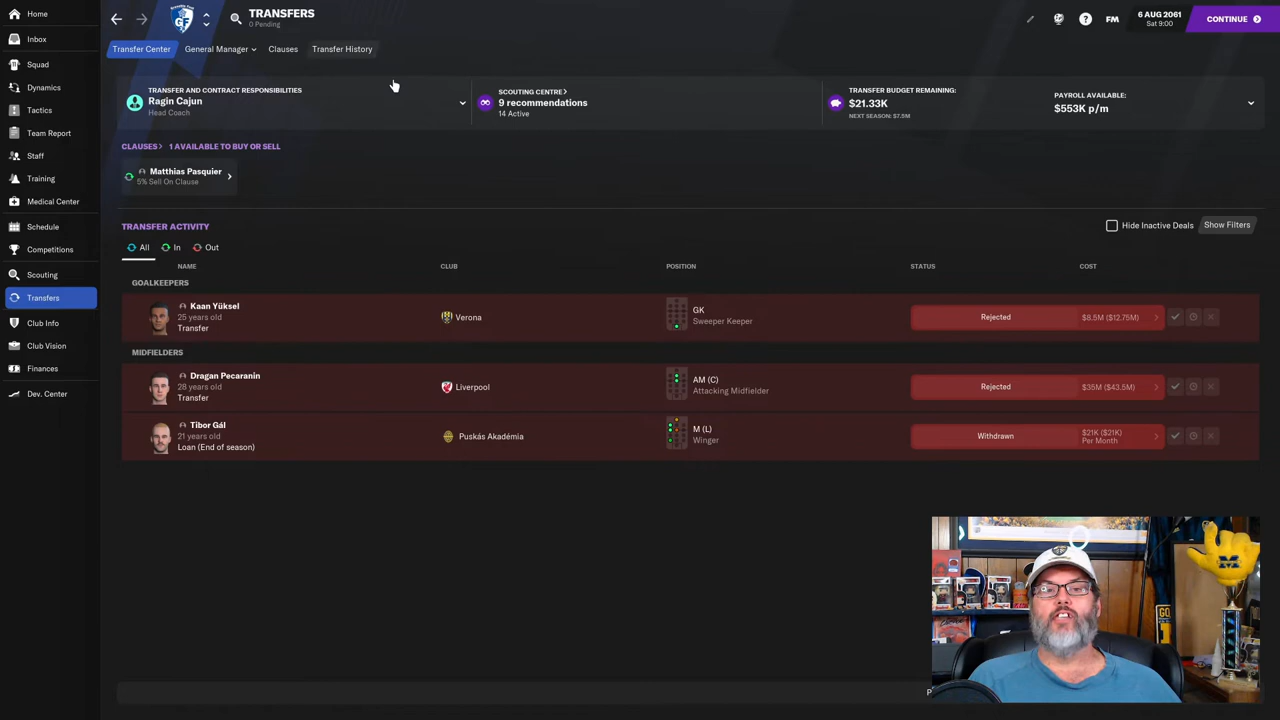 Home
Inbox
Squad
Dynamics
Tactics
Team Report
Staff
Training
Medical Center
Schedule
Competitions
Scouting
Transfers
Club Info
Club Vision
Finances
Dev. Center
GF
TRANSFERS
0 Pending
FM
6 AUG 2061
Sat 9:00
CONTINUE
Transfer Center
General Manager
Clauses
Transfer History
TRANSFER AND CONTRACT RESPONSIBILITIES
Ragin Cajun
Head Coach
SCOUTING CENTRE>
9 recommendations
14 Active
TRANSFER BUDGET REMAINING:
$21.33K
NEXT SEASON: $7.5M
PAYROLL AVAILABLE:
$553K p/m
CLAUSES> 1 AVAILABLE TO BUY OR SELL
Matthias Pasquier
5% Sell On Clause
TRANSFER ACTIVITY
Hide Inactive Deals
Show Filters
All
In
Out
NAME CLUB POSITION STATUS COST
GOALKEEPERS
Kaan Yüksel
25 years old
Transfer
Verona
GK
Sweeper Keeper
Rejected
$8.5M ($12.75M)
MIDFIELDERS
Dragan Pecaranin
28 years old
Transfer
Liverpool
AM (C)
Attacking Midfielder
Rejected
$35M ($43.5M)
Tibor Gál
21 years old
Loan (End of season)
Puskás Akadémia
M (L)
Winger
Withdrawn
$21K ($21K)
Per Month
M
GO